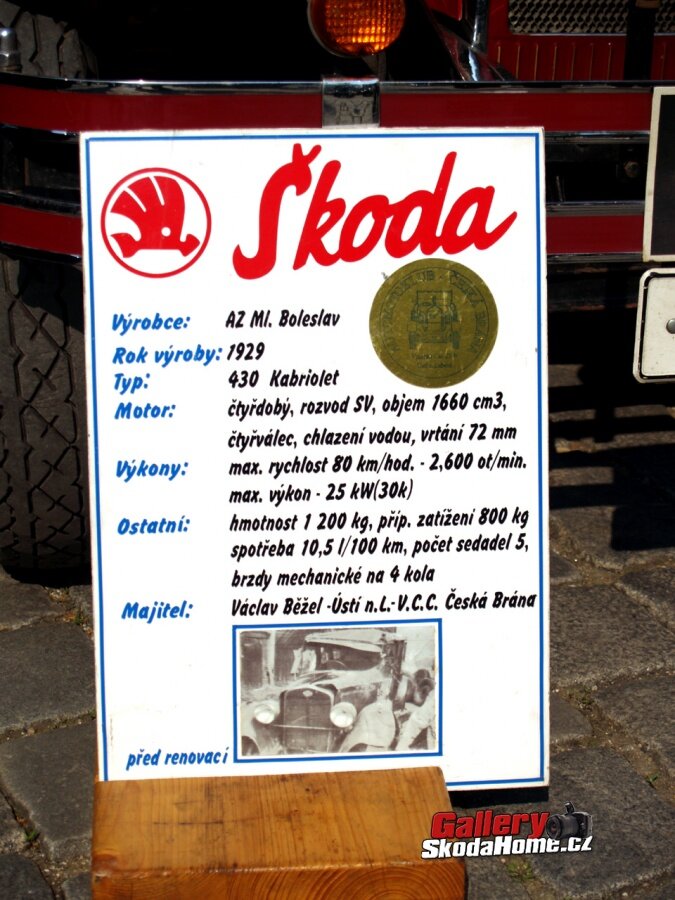 Škoda
Výrobce: AZ Ml. Boleslav
Rok výroby: 1929
Typ: 430 Kabriolet
Motor: čtyřdobý, rozvod SV, objem 1660 cm3,
čtyřválec, chlazení vodou, vrtání 72 mm
Výkony: max. rychlost 80 km/hod. - 2,600 ot/min.
max. výkon - 25 kW(30k)
Ostatní: hmotnost 1 200 kg, příp. zatížení 800 kg
spotřeba 10,5 l/100 km, počet sedadel 5,
brzdy mechanické na 4 kola
Majitel: Václav Běžel -Ústí n.L.-V.C.C. Česká Brána
před renovací
Gallery
SkodaHome.cz